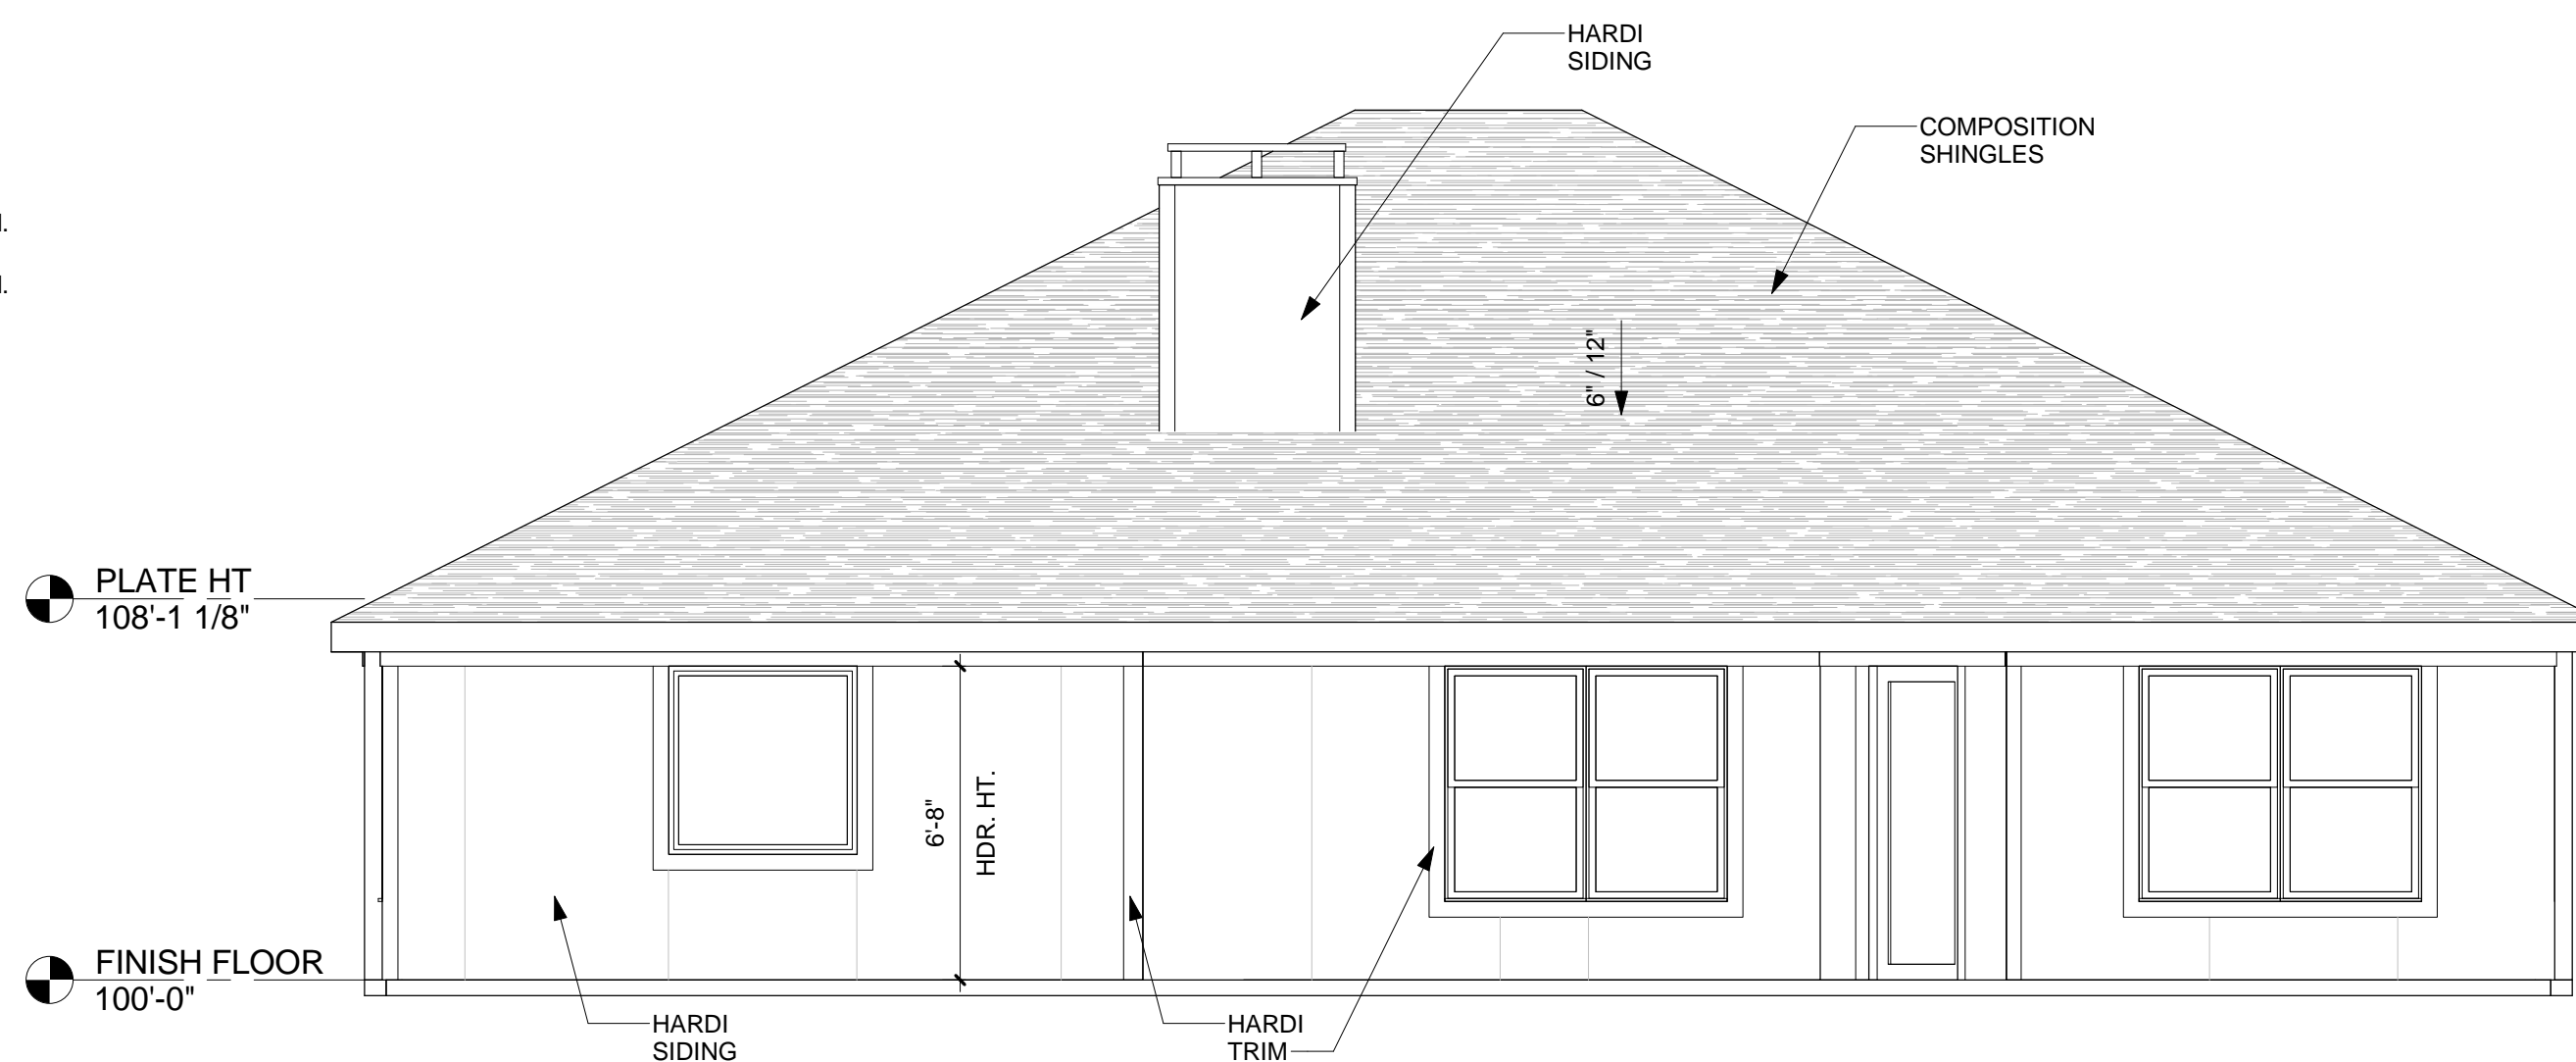 HARDI
SIDING
COMPOSITION
SHINGLES
6" / 12"
PLATE HT
108'-1 1/8"
6'-8"
HDR. HT.
FINISH FLOOR
100'-0"
HARDI
SIDING
HARDI
TRIM